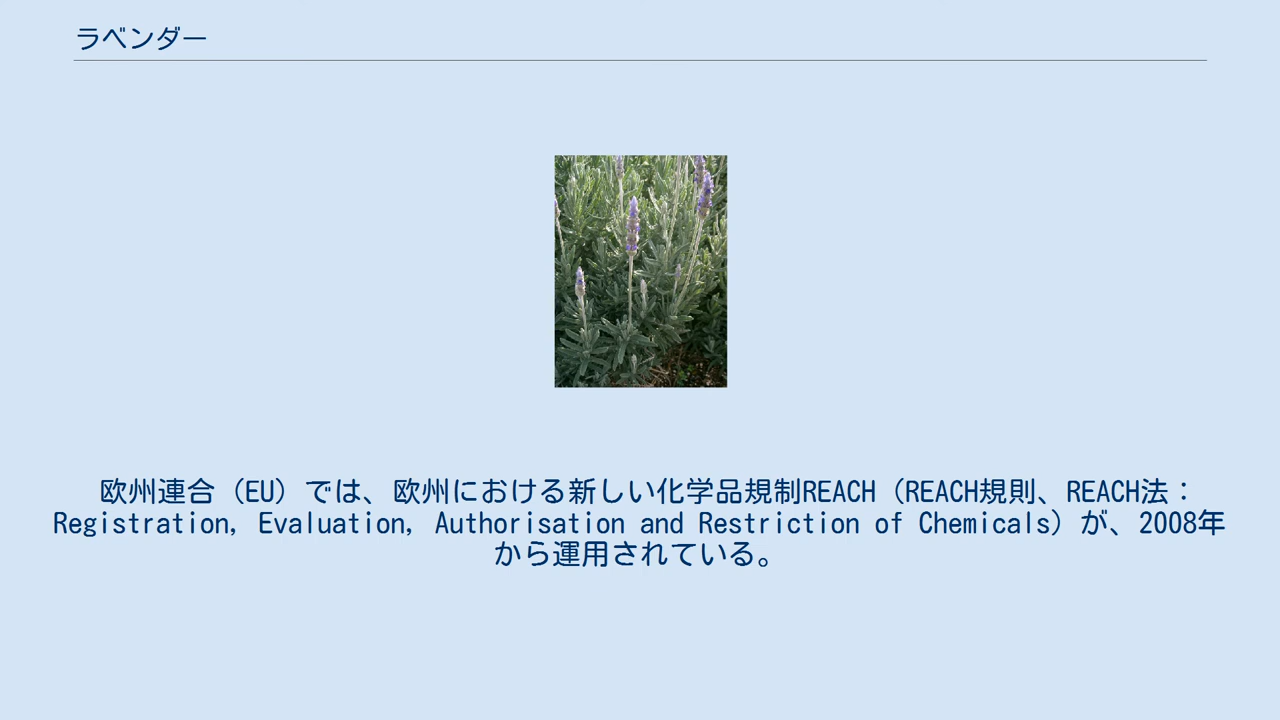 ラベンダー
欧州連合（EU）では、欧州における新しい化学品規制REACH（REACH規則、REACH法：
Registration, Evaluation, Authorisation and Restriction of Chemicals）が、2008年
から運用されている。